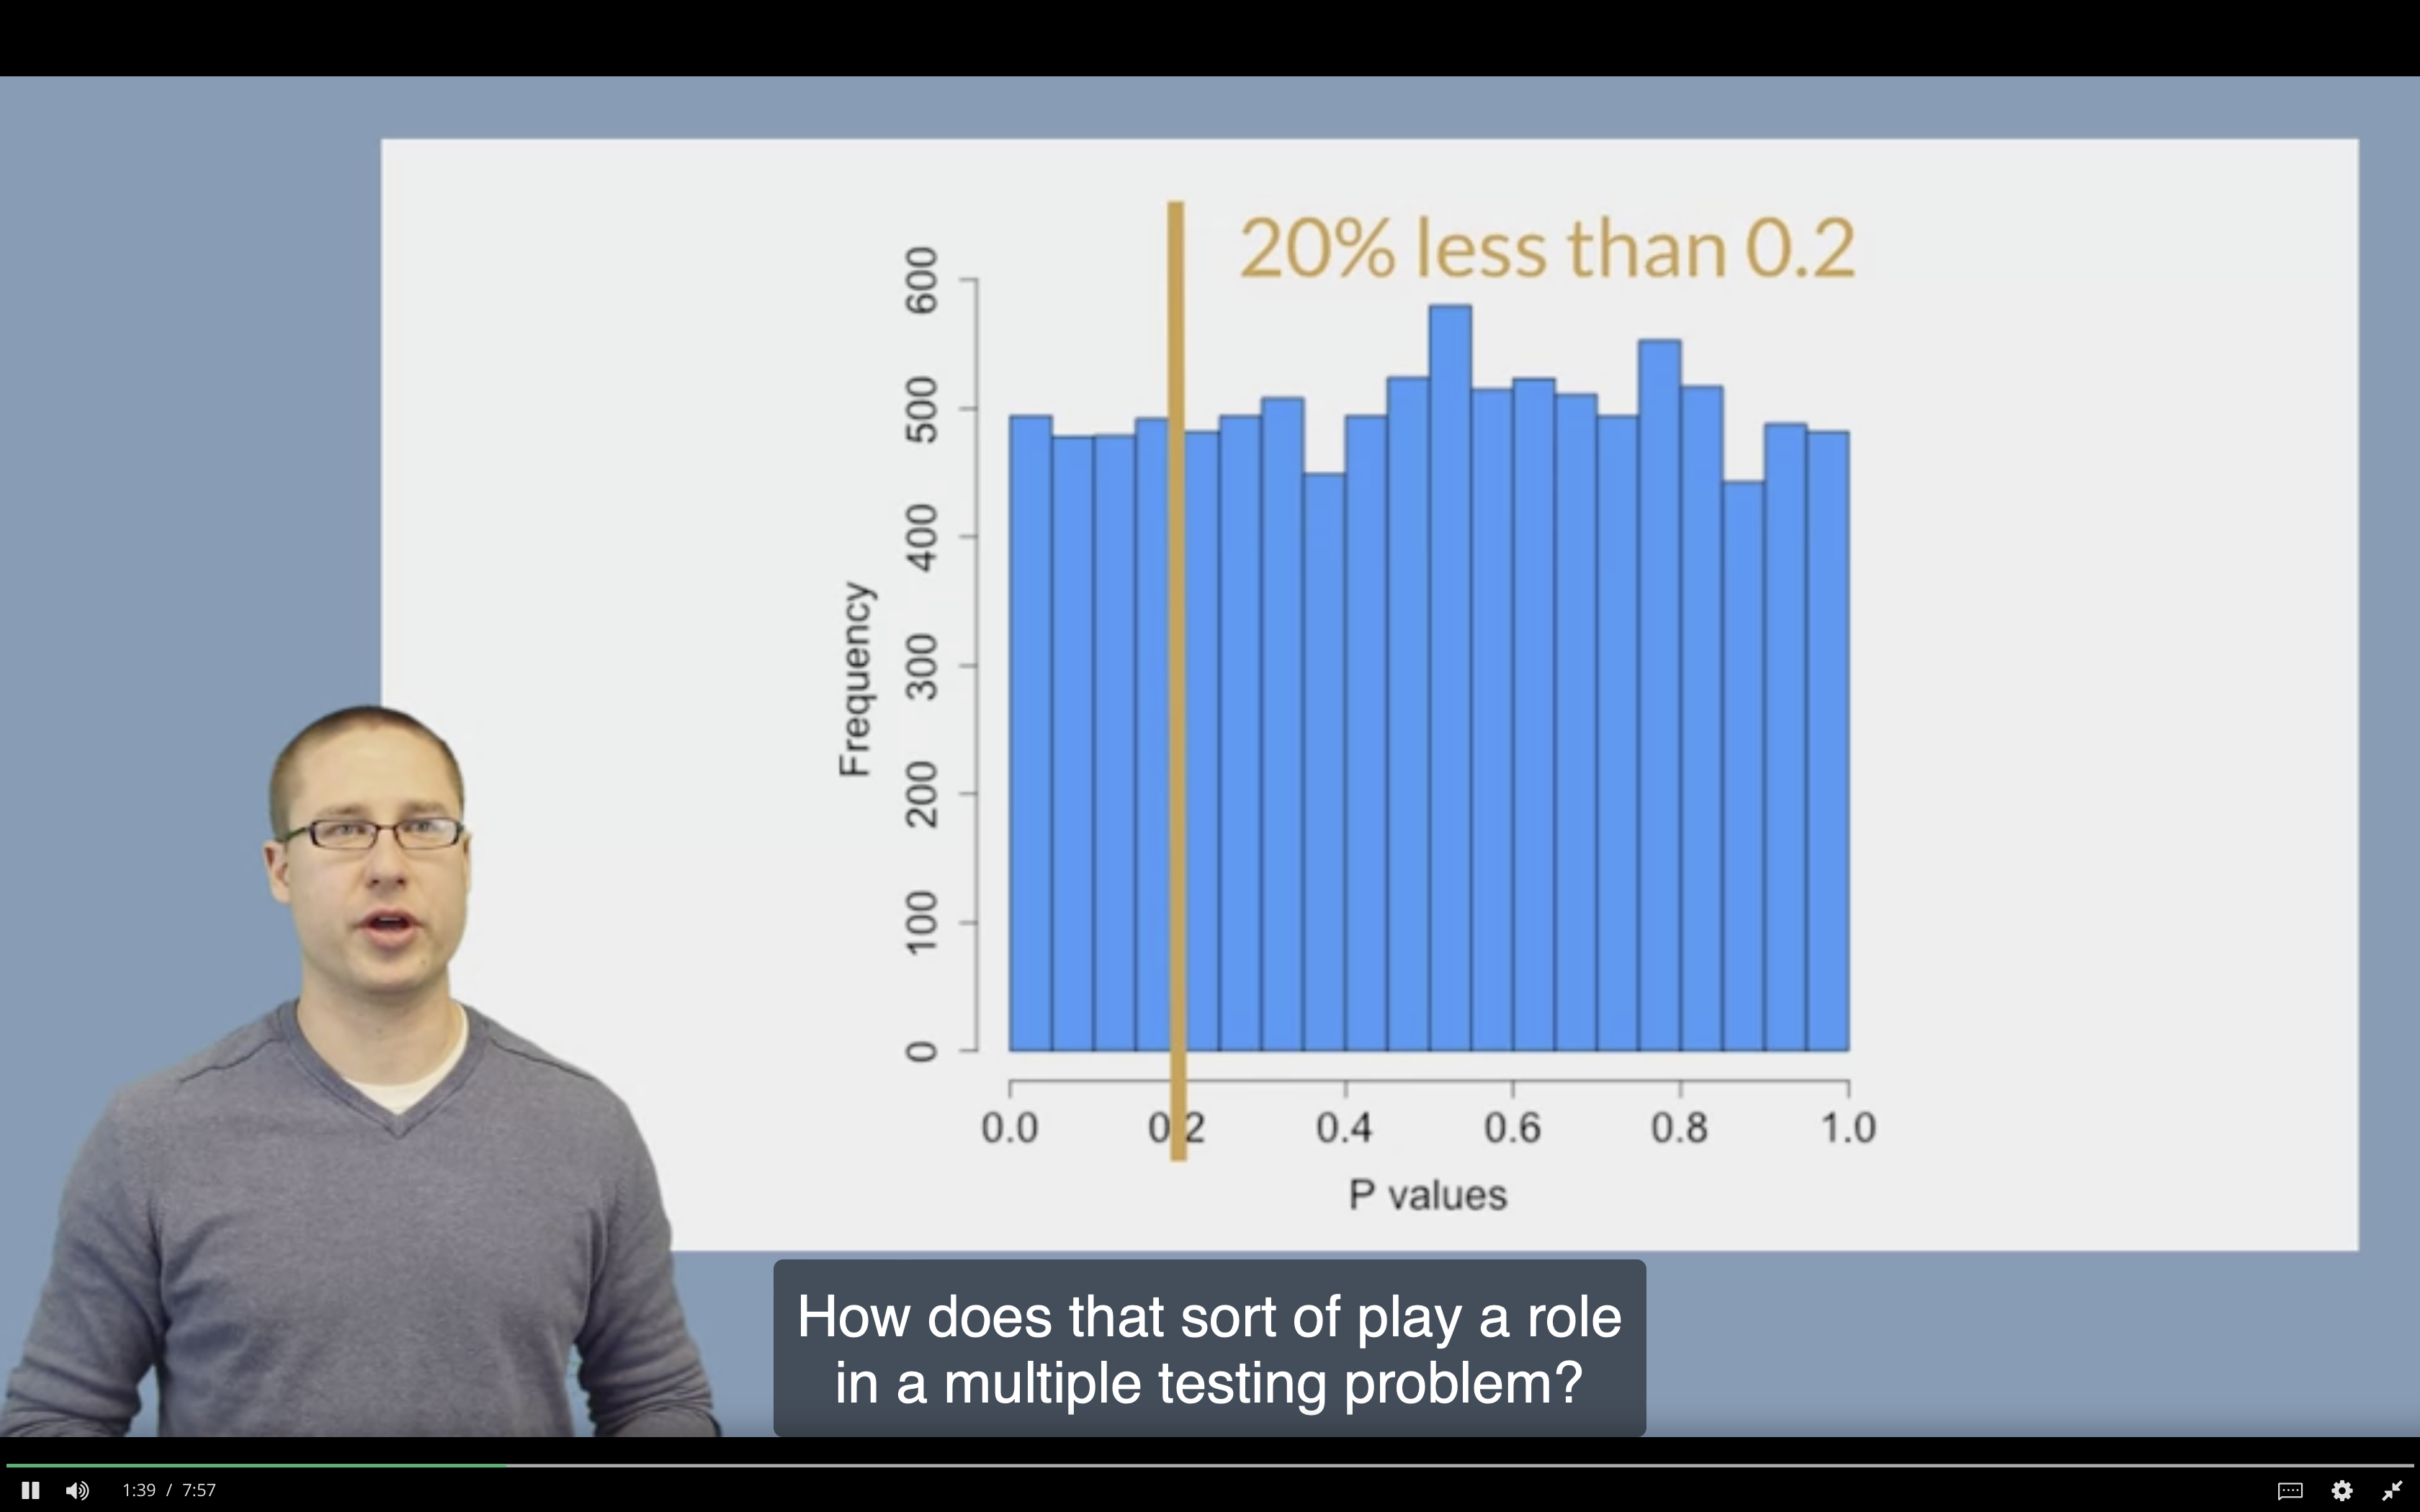 20% less than 0.2
600
500
400
300
200
100
0
Frequency
0.0 0.2 0.4 0.6 0.8 1.0
P values
How does that sort of play a role
in a multiple testing problem?
1:39 / 7:57